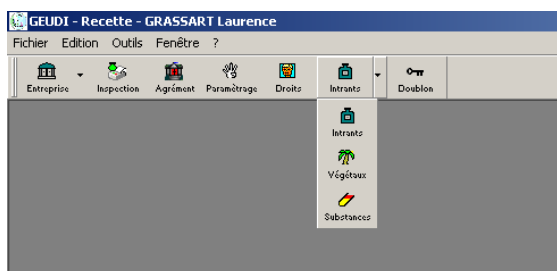 GEUDI - Recette - GRASSART Laurence
Fichier Edition Outils Fenêtre ?
Entreprise Inspection Agrément Paramétrage Droits Intrants Doublon
Intrants
Végétaux
Substances